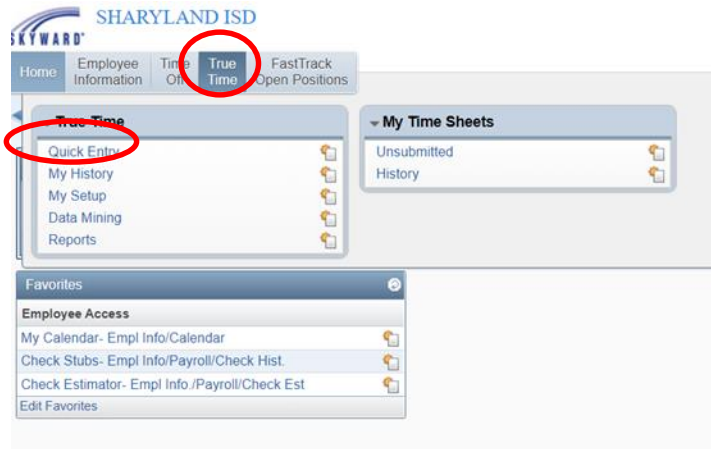 SHARYLAND ISD
SKYWARD
Home Employee Information Time Off True Time FastTrack Open Positions
True Time
Quick Entry
My History
My Setup
Data Mining
Reports
My Time Sheets
Unsubmitted
History
Favorites
Employee Access
My Calendar- Empl Info/Calendar
Check Stubs- Empl Info/Payroll/Check Hist.
Check Estimator- Empl Info./Payroll/Check Est
Edit Favorites